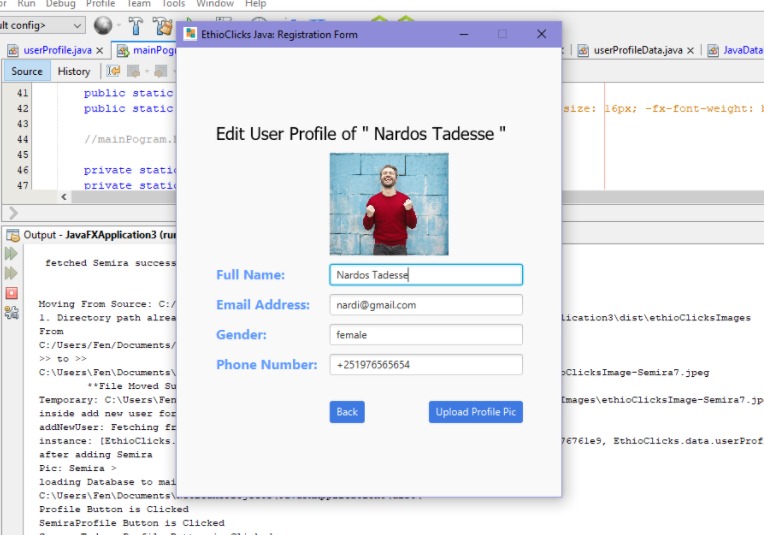 or Run Debug Profile Team Tools Window Help
ult config>
userProfile.java × mainPogram
userProfileData.java × JavaData
Source History
41 public static
42 public static size: 16px; -fx-font-weight:
43
44 //mainPogram.
45
46 private static
47 private static
Output - JavaFXApplication3 (run
fetched Semira success
Moving From Source: C:/
1. Directory path alrea lication3\dist\ethioClicksImages
From
C:/Users/Fen/Documents/
>> to >>
C:\Users\Fen\Documents\ oClicksImage-Semira7.jpeg
**File Moved Su
Temporary: C:\Users\Fen Images\ethioClicksImage-Semira7.jp
inside add new user for
addNewUser: Fetching fr
instance: [EthioClicks. 76761e9, EthioClicks.data.userProf
after adding Semira
Pic: Semira >
loading Database to mai
C:\Users\Fen\Documents\
Profile Button is Clicked
SemiraProfile Button is Clicked
EthioClicks Java: Registration Form
Edit User Profile of " Nardos Tadesse "
Full Name: Nardos Tadesse
Email Address: nardi@gmail.com
Gender: female
Phone Number: +251976565654
Back Upload Profile Pic